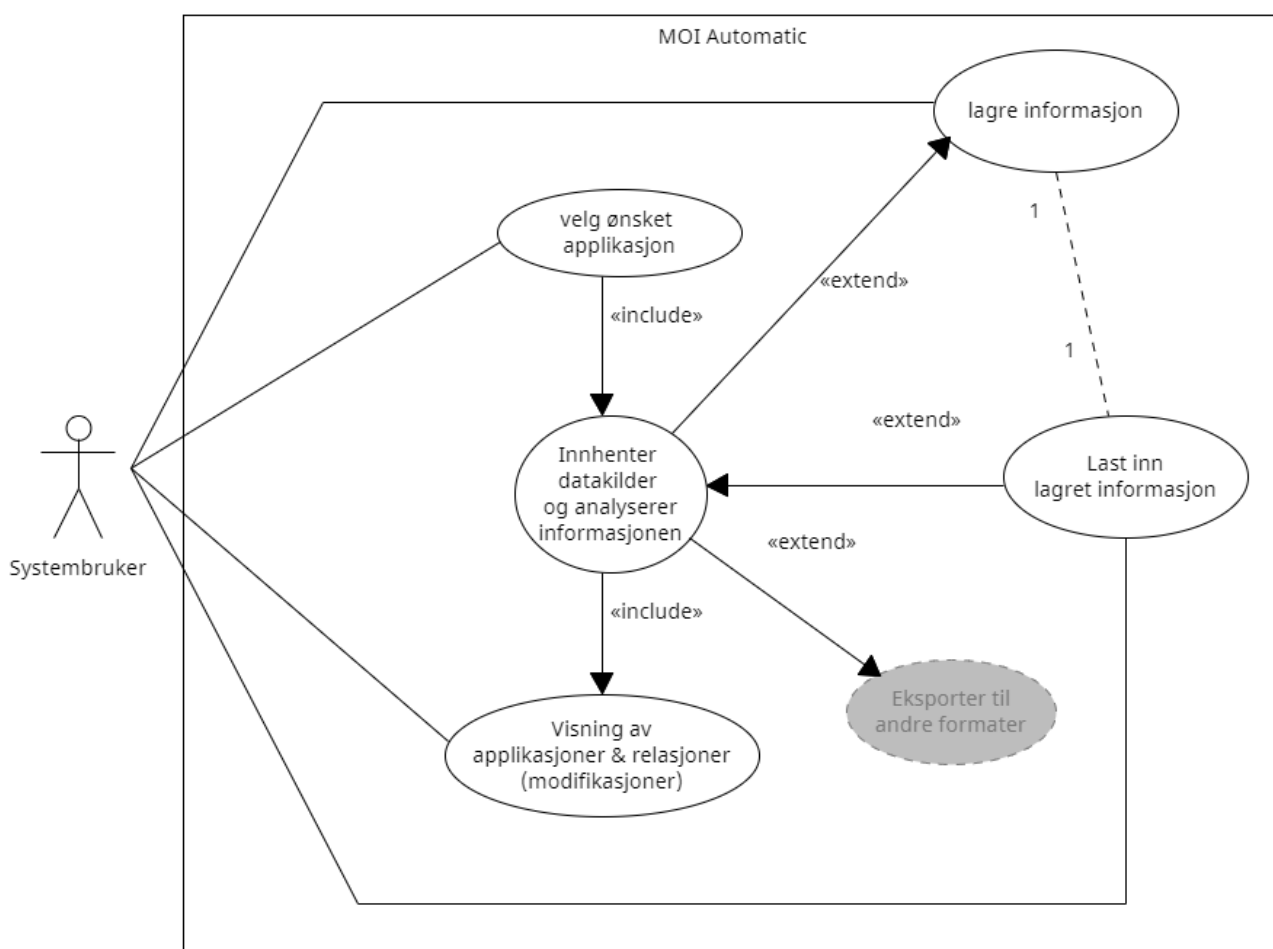 MOI Automatic
lagre informasjon
velg ønsket
applikasjon
1
«extend»
«include»
1
«extend»
Innhenter
datakilder
og analyserer
informasjonen
Last inn
lagret informasjon
«extend»
Systembruker
«include»
Eksporter til
andre formater
Visning av
applikasjoner & relasjoner
(modifikasjoner)